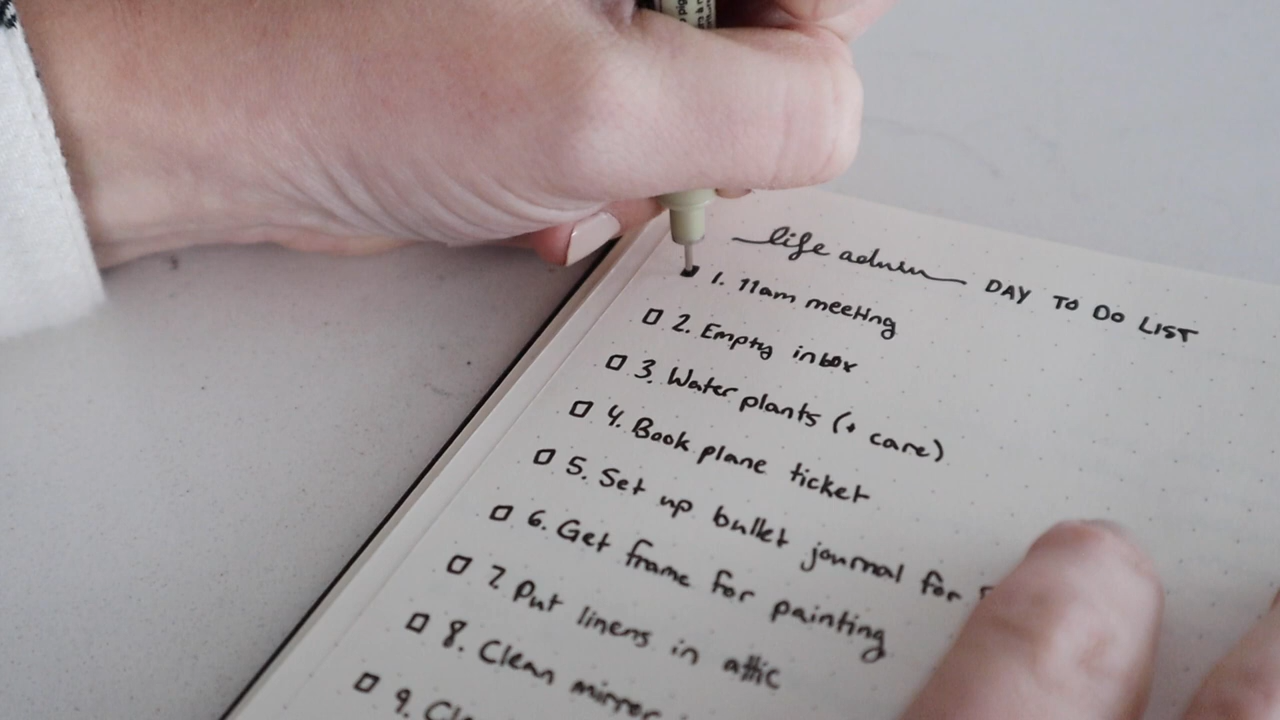 life admin DAY TO DO LIST
1. 11am meeting
2. Empty inbox
3. Water plants (+ care)
4. Book plane ticket
5. Set up bullet journal for
6. Get frame for painting
7. Put linens in attic
8. Clean mirror
9.